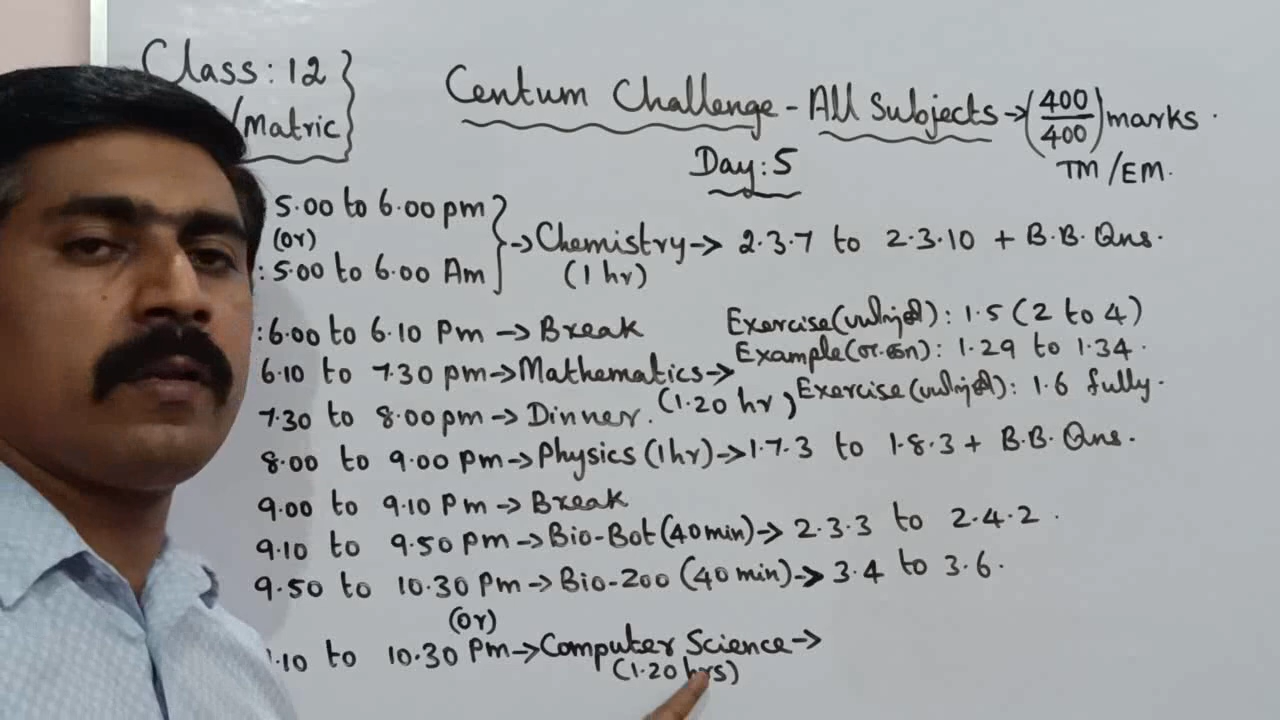 Class: 12
/Matric
Centum Challenge - All Subjects → (400/400) marks.
TM/EM.
Day: 5
5.00 to 6.00 pm
(or)
: 5.00 to 6.00 Am
→ Chemistry → 2.3.7 to 2.3.10 + B.B. Qns.
(1 hr)
: 6.00 to 6.10 Pm → Break
Exercise(பயிற்சி): 1.5 (2 to 4)
Example(எ.கா): 1.29 to 1.34.
6.10 to 7.30 pm → Mathematics →
(1.20 hr) Exercise(பயிற்சி): 1.6 fully.
7.30 to 8.00 pm → Dinner.
8.00 to 9.00 pm → Physics (1hr) → 1.7.3 to 1.8.3 + B.B. Qns.
9.00 to 9.10 Pm → Break
9.10 to 9.50 pm → Bio-Bot (40 min) → 2.3.3 to 2.4.2.
9.50 to 10.30 Pm → Bio-Zoo (40 min) → 3.4 to 3.6.
(or)
.10 to 10.30 Pm → Computer Science →
(1.20 hrs)